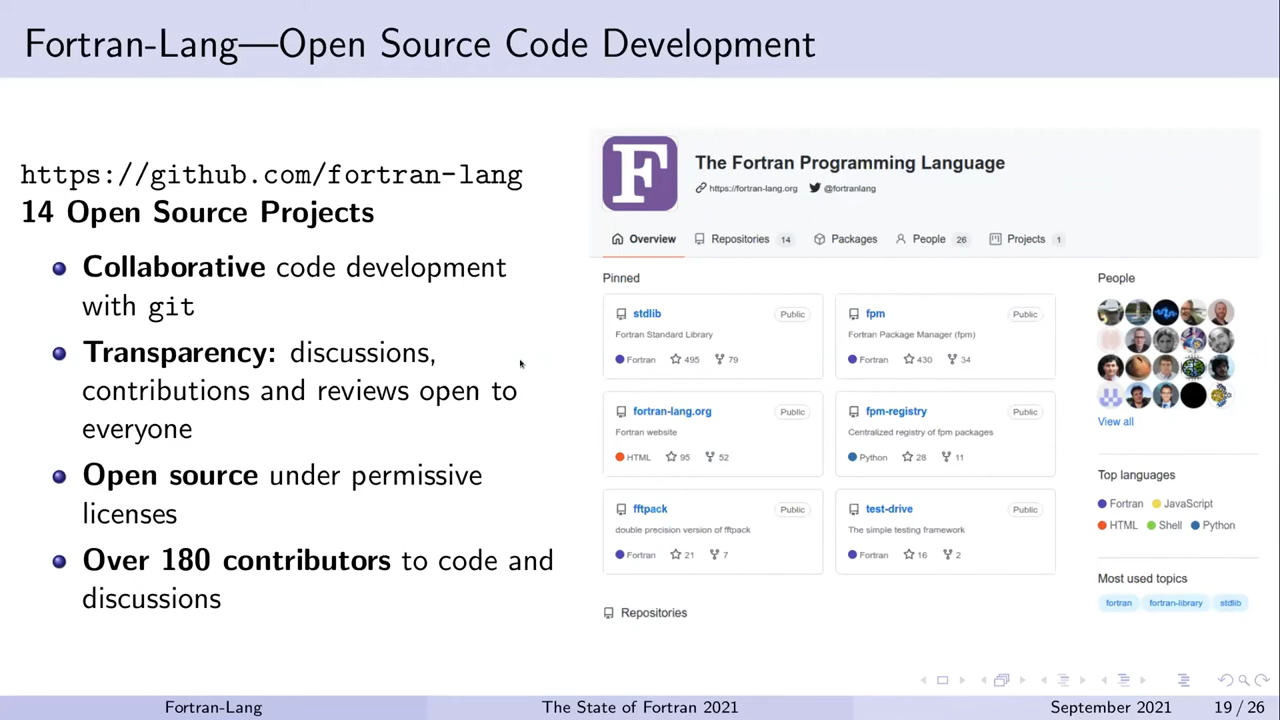 Fortran-Lang—Open Source Code Development
https://github.com/fortran-lang
14 Open Source Projects
Collaborative code development
with git
Transparency: discussions,
contributions and reviews open to
everyone
Open source under permissive
licenses
Over 180 contributors to code and
discussions
F
The Fortran Programming Language
https://fortran-lang.org @fortranlang
Overview Repositories 14 Packages People 26 Projects 1
Pinned
stdlib Public
Fortran Standard Library
Fortran 495 79
fpm Public
Fortran Package Manager (fpm)
Fortran 430 34
fortran-lang.org Public
Fortran website
HTML 95 52
fpm-registry Public
Centralized registry of fpm packages
Python 28 11
fftpack Public
double precision version of fftpack
Fortran 21 7
test-drive Public
The simple testing framework
Fortran 16 2
Repositories
People
View all
Top languages
Fortran JavaScript
HTML Shell Python
Most used topics
fortran fortran-library stdlib
Fortran-Lang The State of Fortran 2021 September 2021 19 / 26